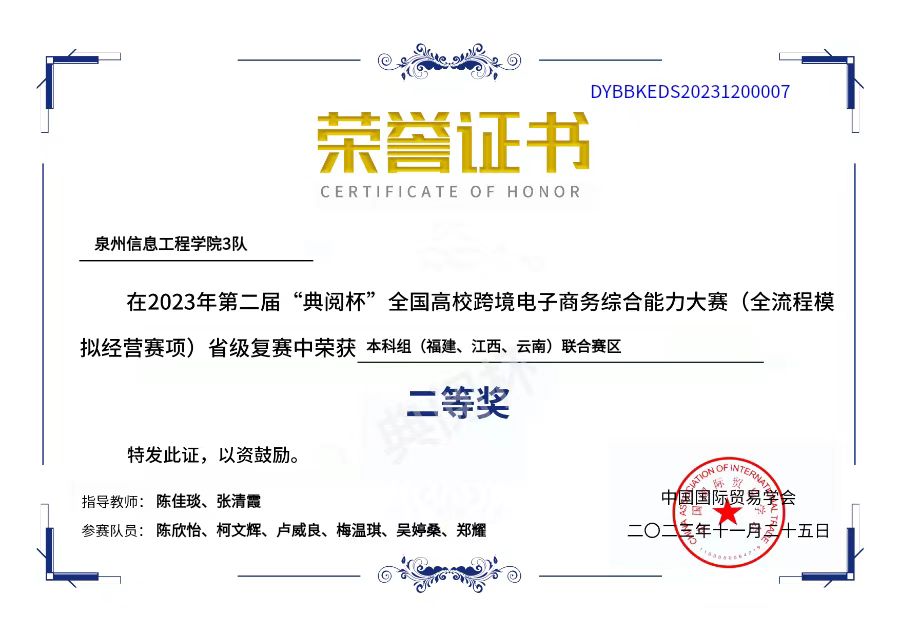 DYBBKEDS20231200007
荣誉证书
CERTIFICATE OF HONOR
泉州信息工程学院3队
在2023年第二届“典阅杯”全国高校跨境电子商务综合能力大赛（全流程模
拟经营赛项）省级复赛中荣获 本科组（福建、江西、云南）联合赛区
二等奖
特发此证，以资鼓励。
指导教师： 陈佳琰、张清霞
参赛队员： 陈欣怡、柯文辉、卢威良、梅温琪、吴婷桑、郑耀
中国国际贸易学会
二〇二三年十一月二十五日
CHINA ASSOCIATION OF INTERNATIONAL TRADE